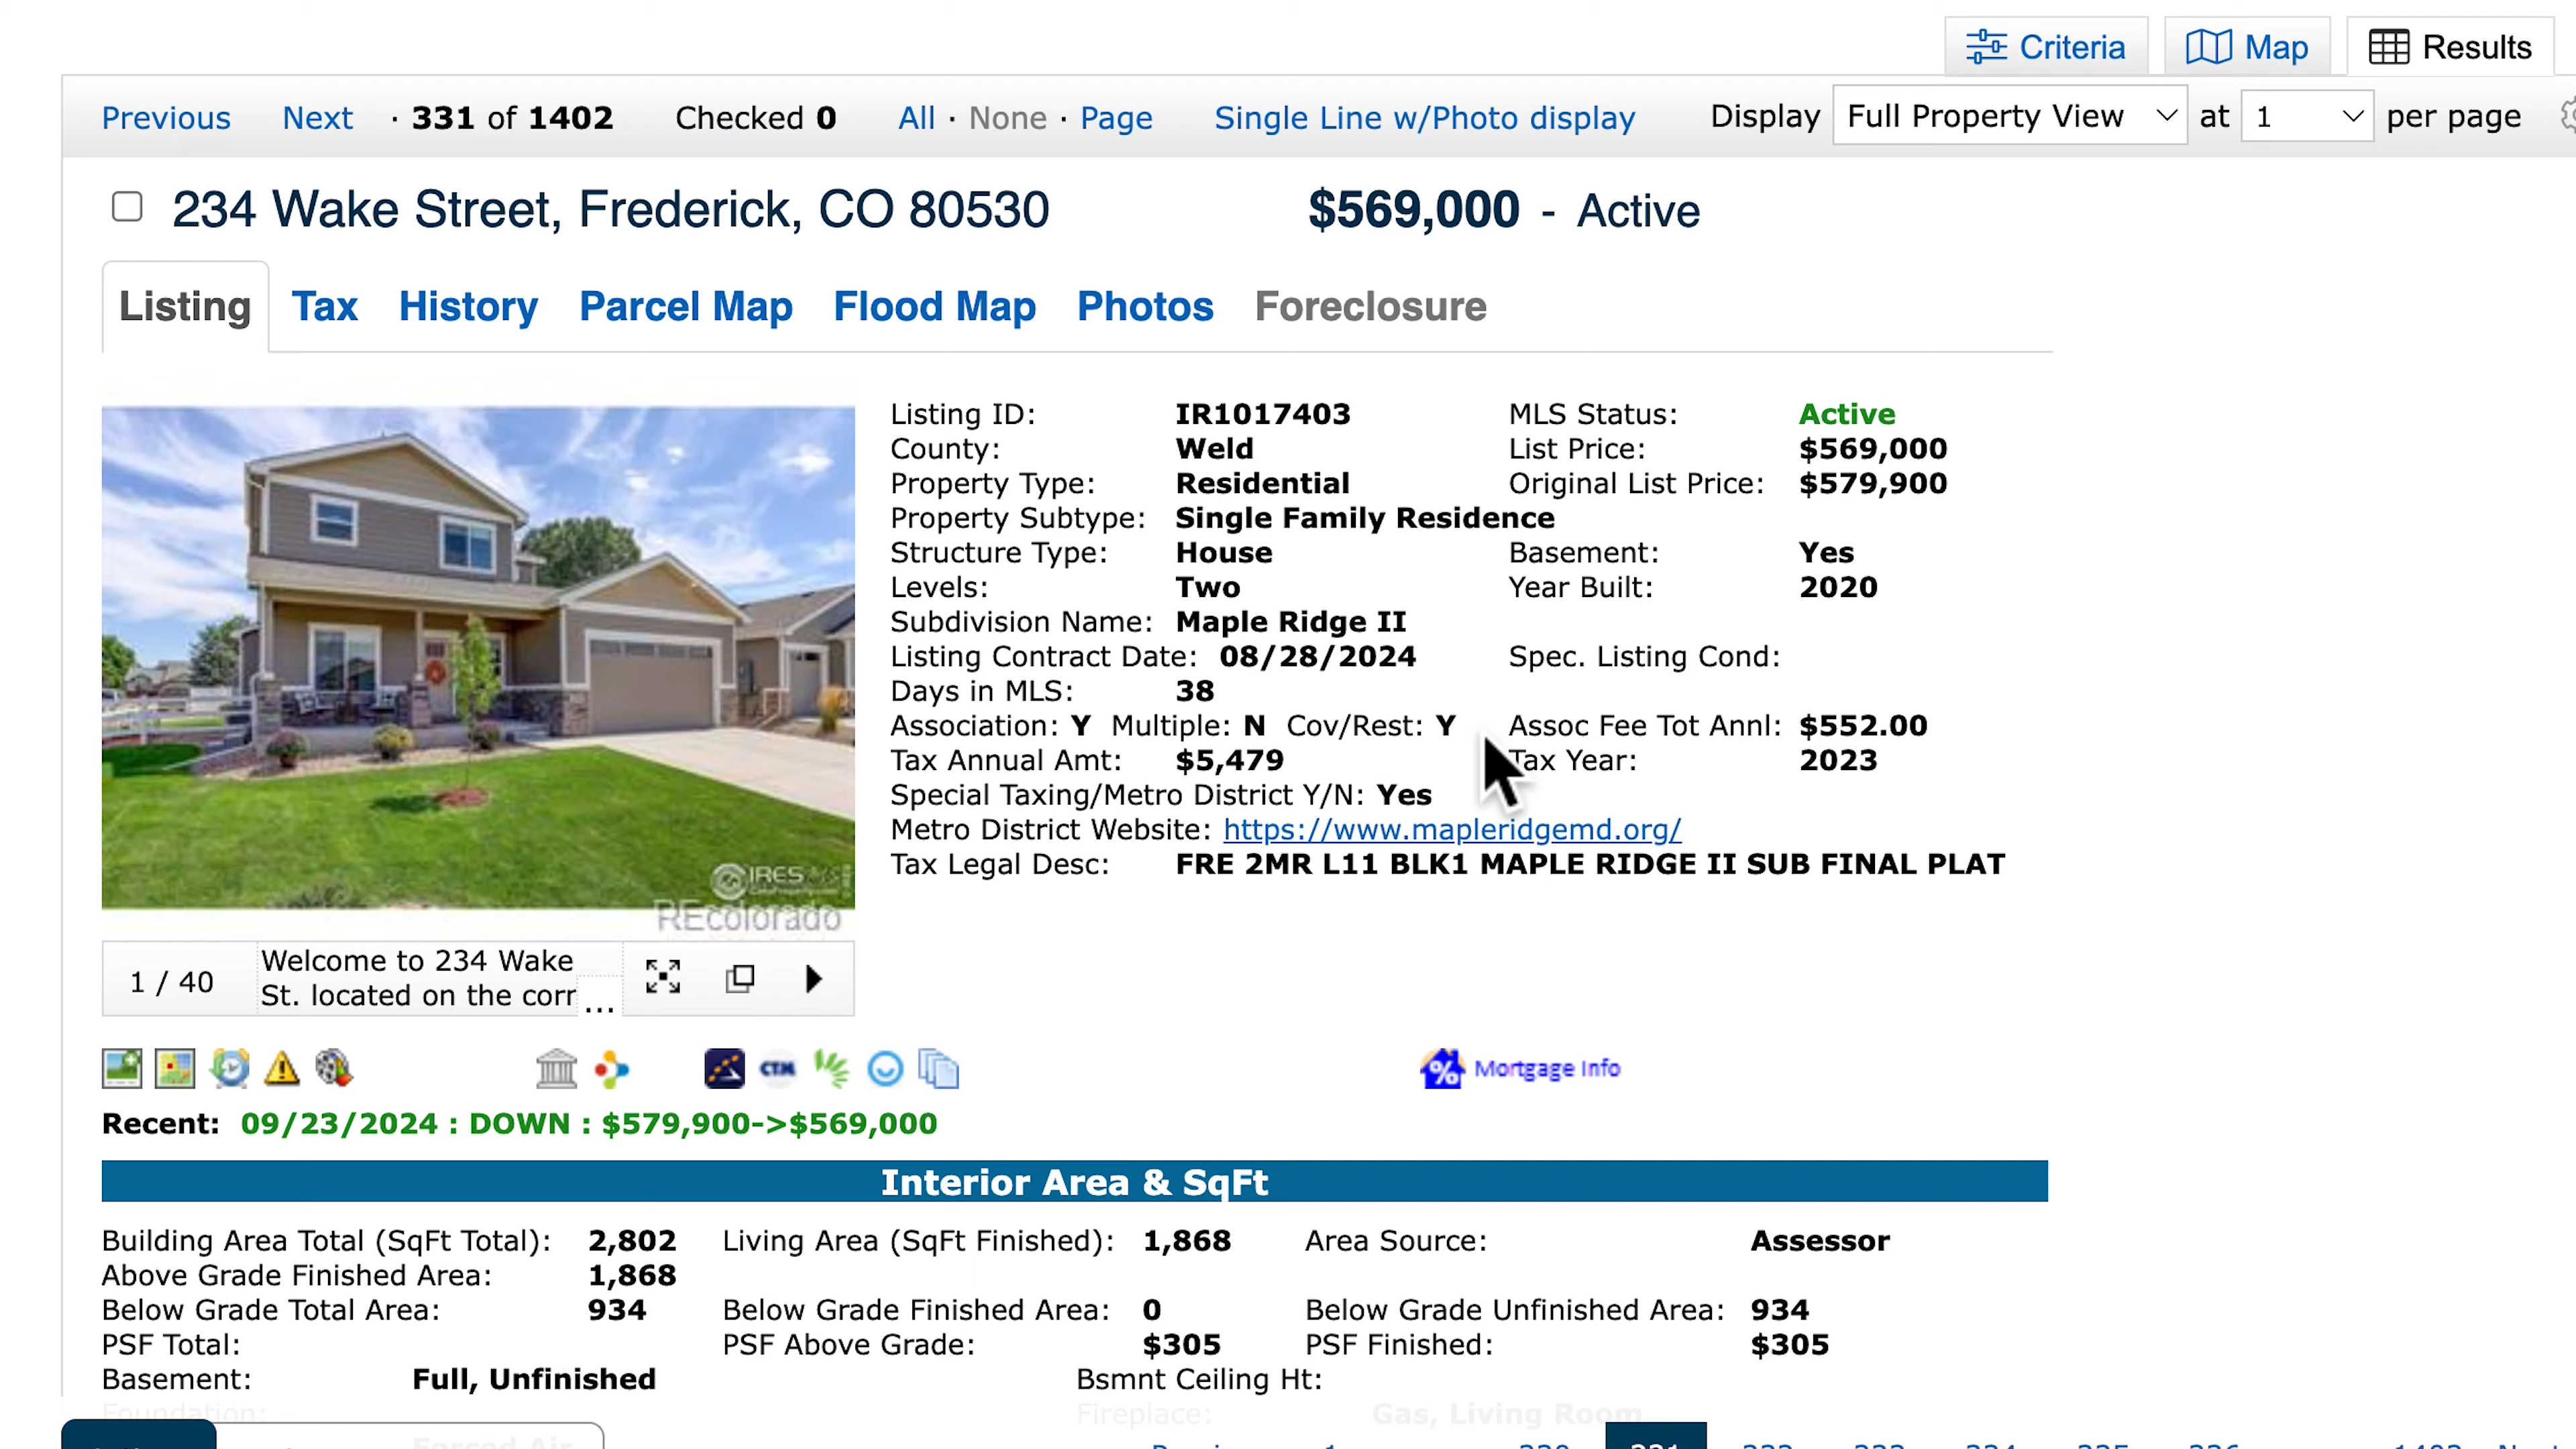 Criteria Map Results
Previous Next · 331 of 1402 Checked 0 All · None · Page Single Line w/Photo display Display Full Property View at 1 per page
234 Wake Street, Frederick, CO 80530 $569,000 - Active
Listing Tax History Parcel Map Flood Map Photos Foreclosure
Listing ID: IR1017403 MLS Status: Active
County: Weld List Price: $569,000
Property Type: Residential Original List Price: $579,900
Property Subtype: Single Family Residence
Structure Type: House Basement: Yes
Levels: Two Year Built: 2020
Subdivision Name: Maple Ridge II
Listing Contract Date: 08/28/2024 Spec. Listing Cond:
Days in MLS: 38
Association: Y Multiple: N Cov/Rest: Y Assoc Fee Tot Annl: $552.00
Tax Annual Amt: $5,479 Tax Year: 2023
Special Taxing/Metro District Y/N: Yes
Metro District Website: https://www.mapleridgemd.org/
Tax Legal Desc: FRE 2MR L11 BLK1 MAPLE RIDGE II SUB FINAL PLAT
IRES
REcolorado
1 / 40 Welcome to 234 Wake
St. located on the corr ...
CTM Mortgage Info
Recent: 09/23/2024 : DOWN : $579,900->$569,000
Interior Area & SqFt
Building Area Total (SqFt Total): 2,802 Living Area (SqFt Finished): 1,868 Area Source: Assessor
Above Grade Finished Area: 1,868
Below Grade Total Area: 934 Below Grade Finished Area: 0 Below Grade Unfinished Area: 934
PSF Total: PSF Above Grade: $305 PSF Finished: $305
Basement: Full, Unfinished Bsmnt Ceiling Ht:
Foundation: Fireplace: Gas, Living Room
Forced Air